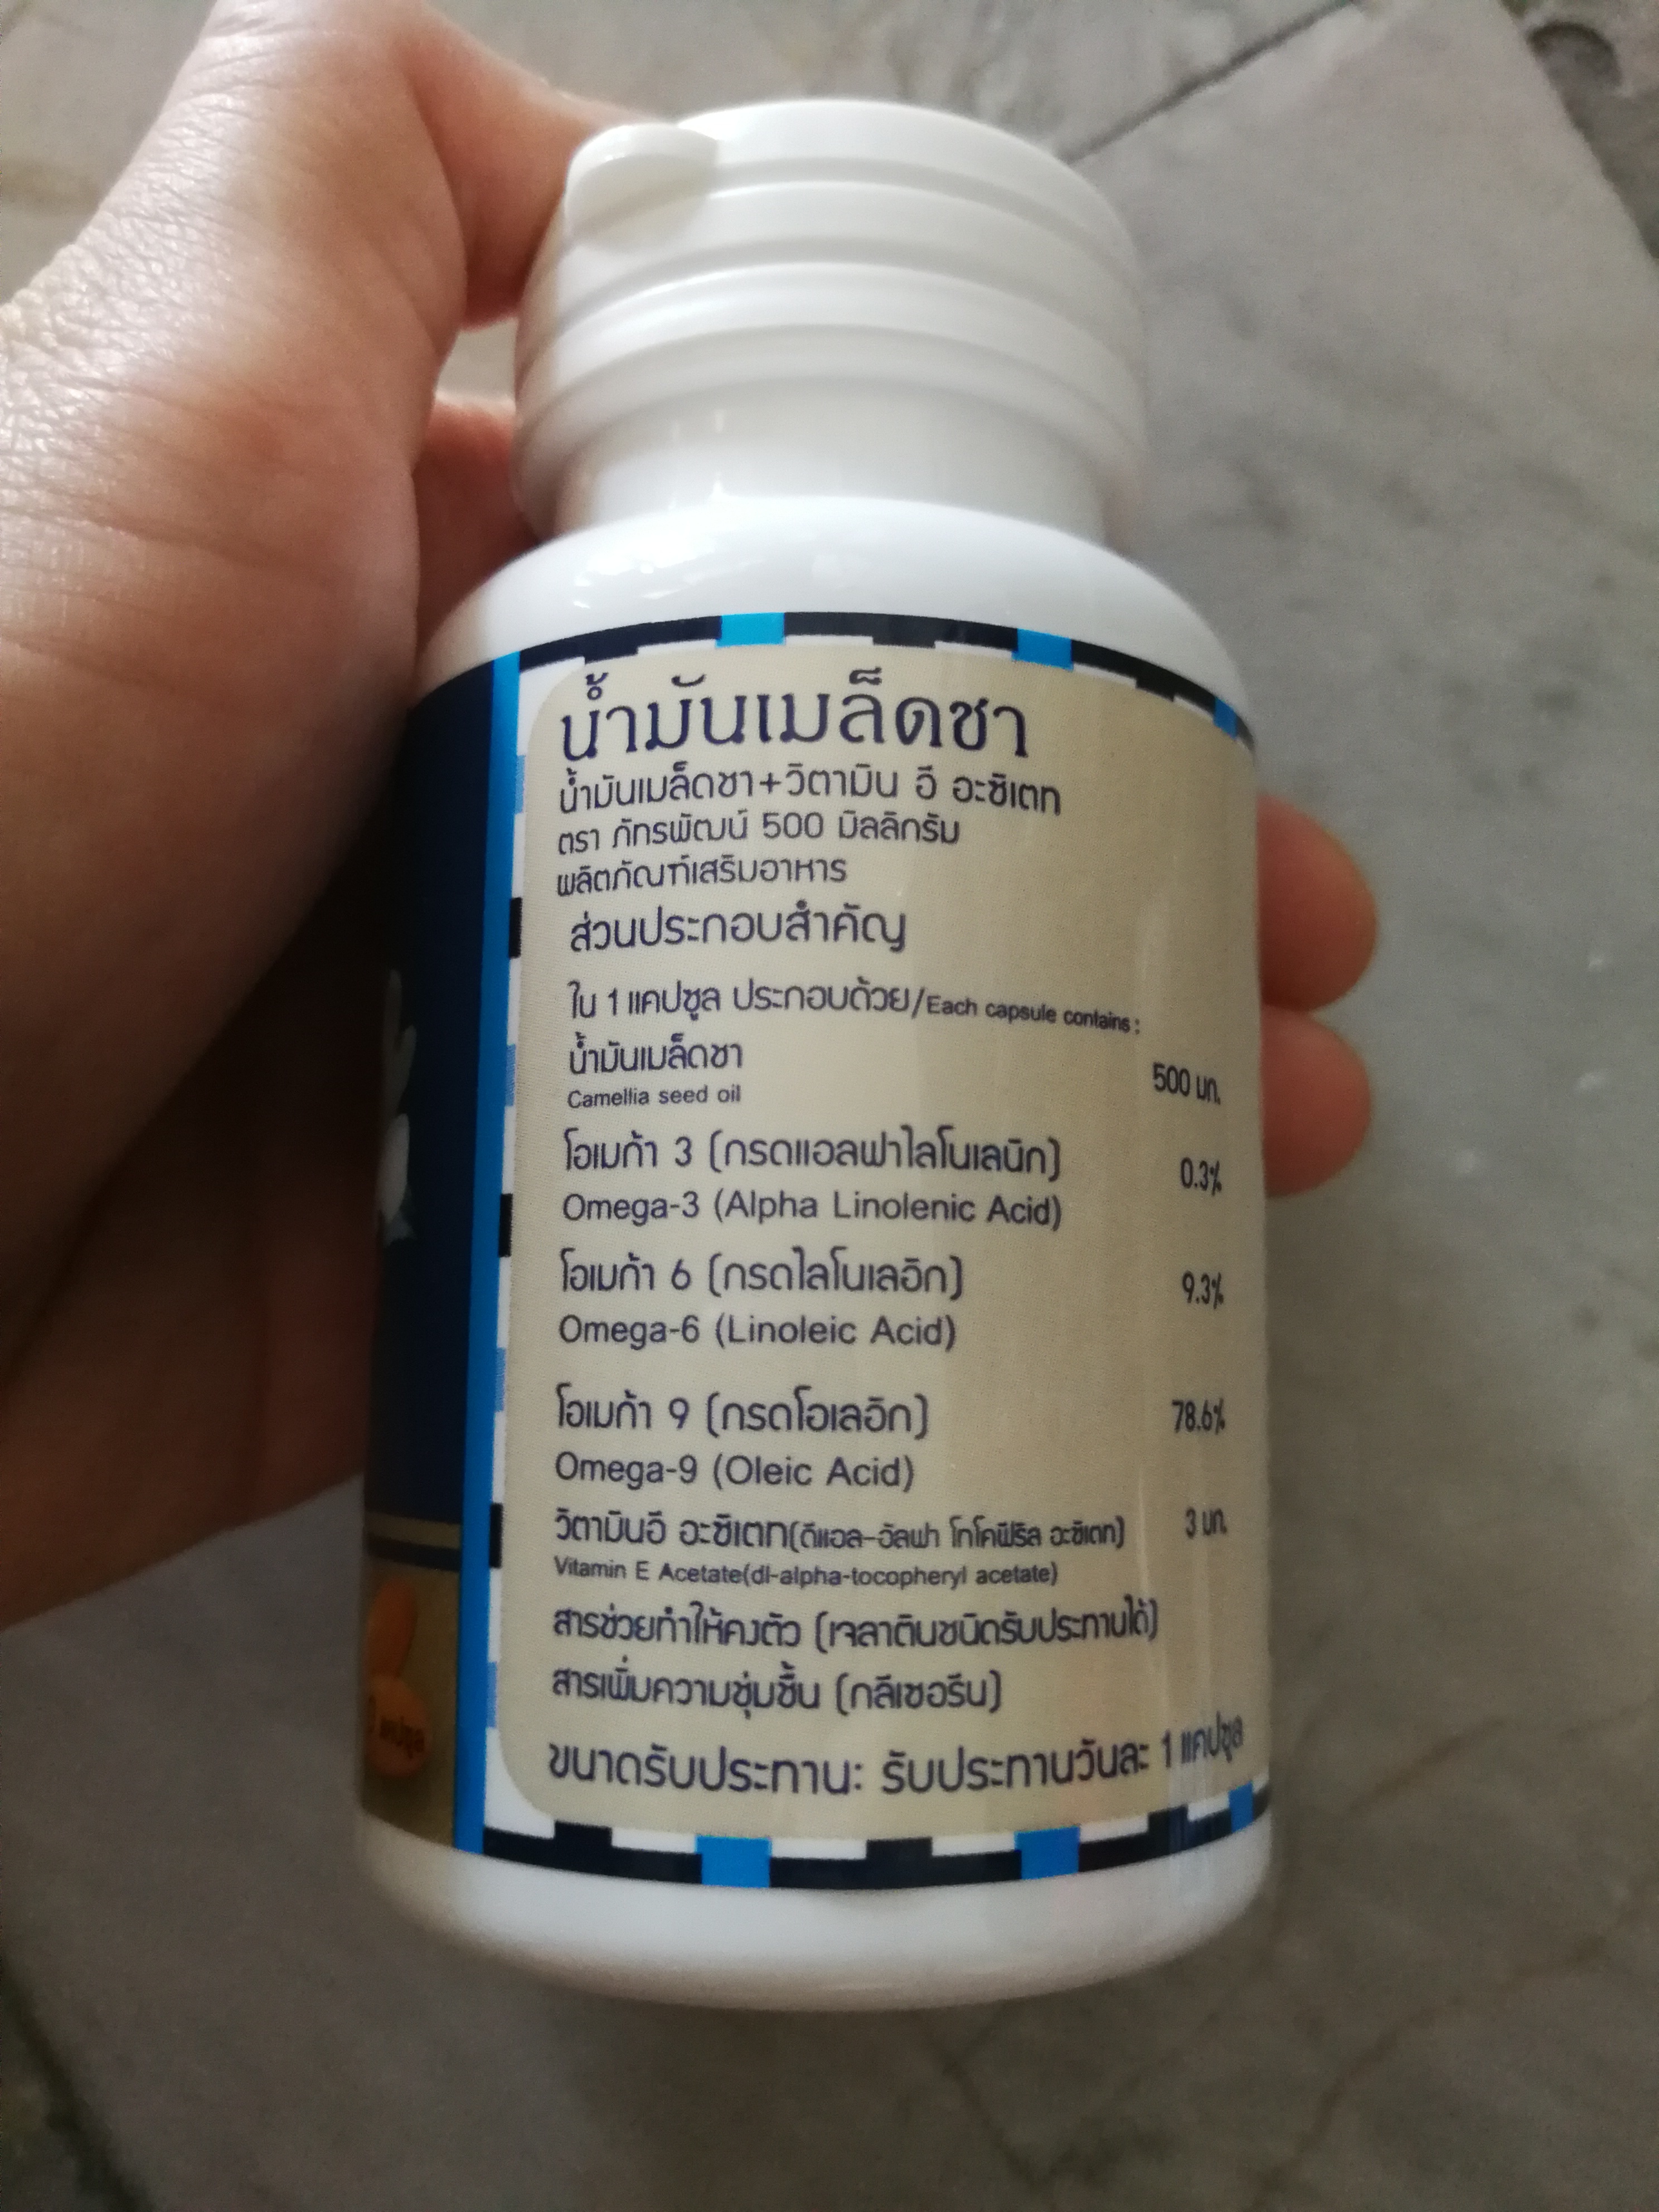 น้ำมันเมล็ดชา
น้ำมันเมล็ดชา+วิตามิน อี อะซิเตท
ตรา ภัทรพัฒน์ 500 มิลลิกรัม
ผลิตภัณฑ์เสริมอาหาร
ส่วนประกอบสำคัญ
ใน 1 แคปซูล ประกอบด้วย/Each capsule contains :
น้ำมันเมล็ดชา 500 มก.
Camellia seed oil
โอเมก้า 3 (กรดแอลฟาไลโนเลนิก) 0.3%
Omega-3 (Alpha Linolenic Acid)
โอเมก้า 6 (กรดไลโนเลอิก) 9.3%
Omega-6 (Linoleic Acid)
โอเมก้า 9 (กรดโอเลอิก) 78.6%
Omega-9 (Oleic Acid)
วิตามินอี อะซิเตท(ดีแอล-อัลฟา โทโคฟีริล อะซิเตท) 3 มก.
Vitamin E Acetate(dl-alpha-tocopheryl acetate)
สารช่วยทำให้คงตัว (เจลาตินชนิดรับประทานได้)
สารเพิ่มความชุ่มชื้น (กลีเซอรีน)
ขนาดรับประทาน: รับประทานวันละ 1 แคปซูล
แคปซูล